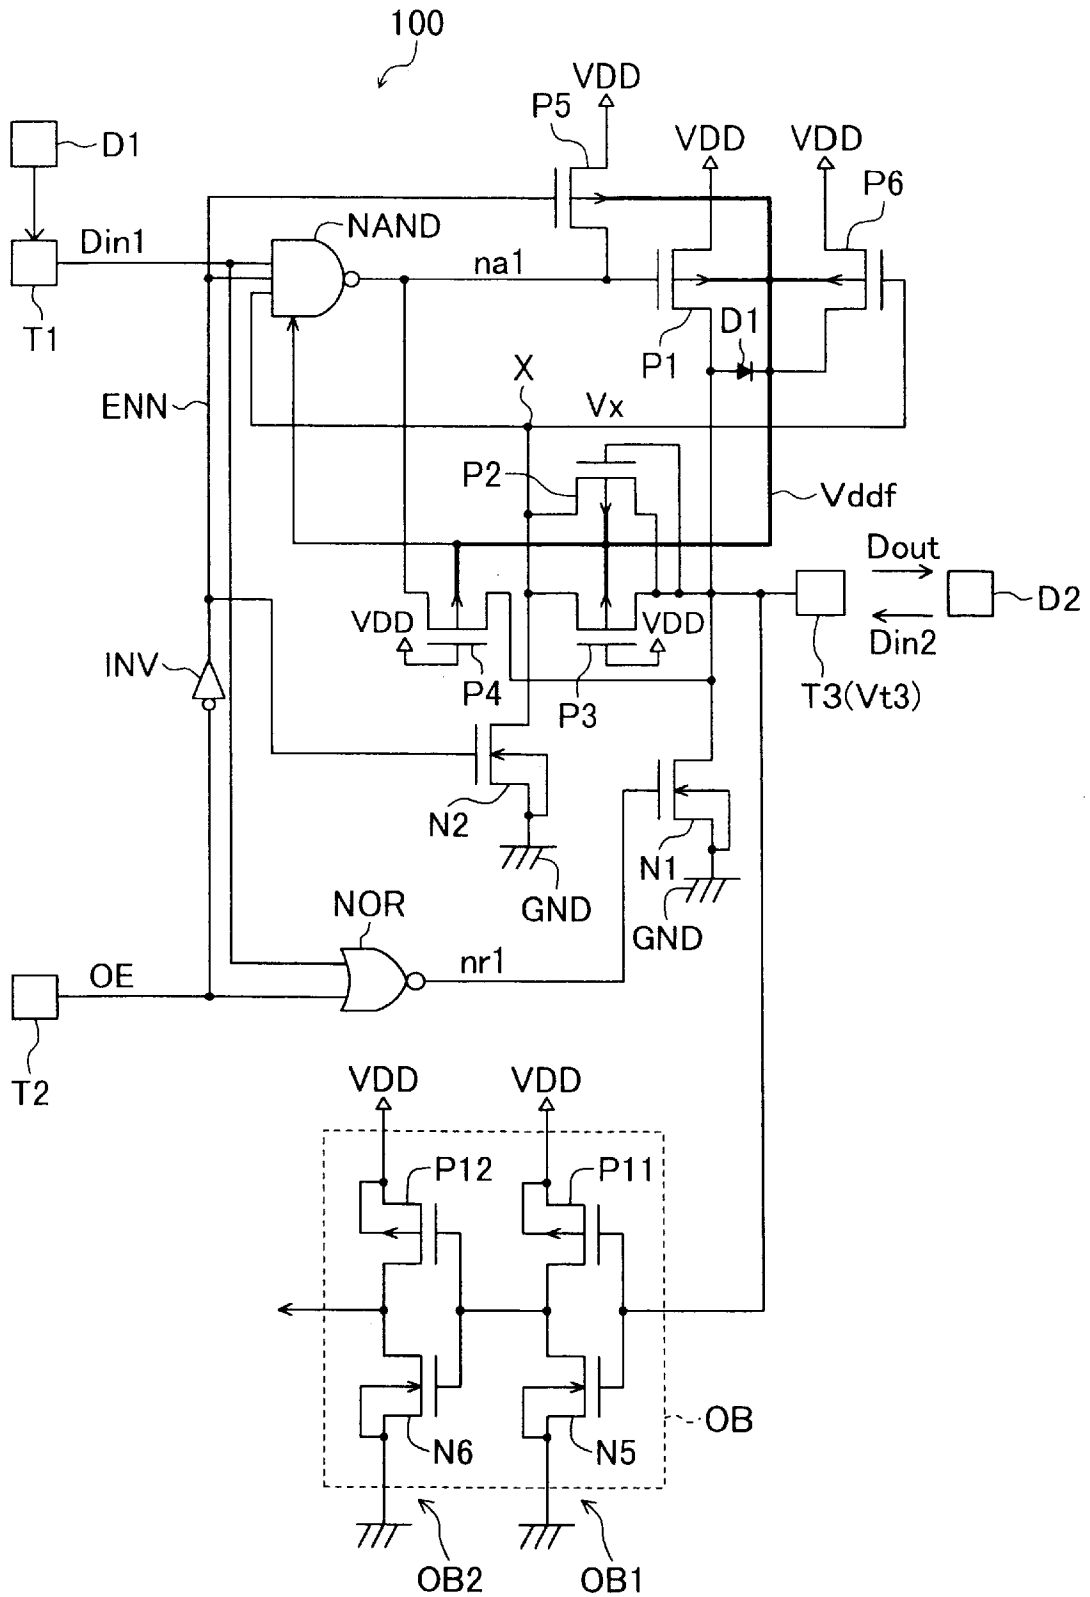 100
VDD
P5
D1
VDD
VDD
P6
Din1
NAND
na1
T1
P1
D1
X
Vx
ENN
P2
Vddf
Dout
D2
VDD
VDD
Din2
INV
P4
P3
T3(Vt3)
N2
N1
GND
NOR
GND
OE
nr1
T2
VDD
VDD
P12
P11
OB
N6
N5
OB2
OB1